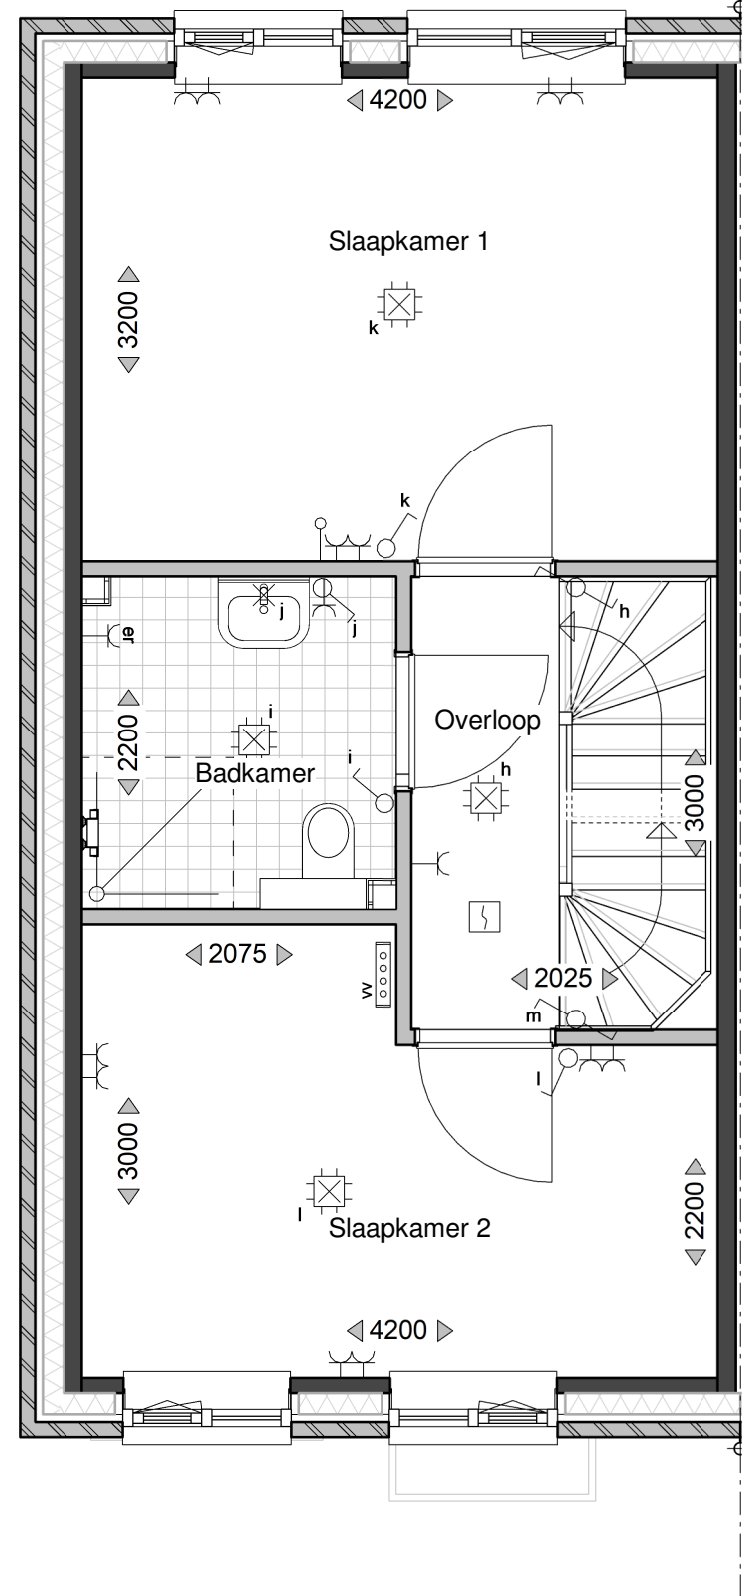 4200
Slaapkamer 1
3200
k
k
h
j
j
er
i
Overloop
2200
Badkamer
i
h
3000
2075
2025
vv
m
l
3000
l
2200
Slaapkamer 2
4200